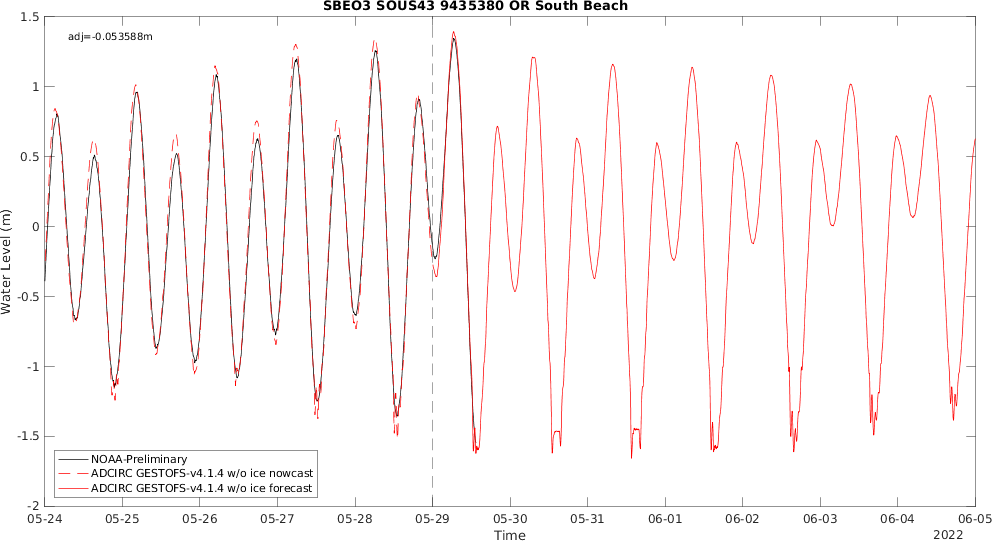 SBEO3 SOUS43 9435380 OR South Beach
adj=-0.053588m
1.5
1
0.5
0
-0.5
-1
-1.5
-2
Water Level (m)
NOAA-Preliminary
ADCIRC GESTOFS-v4.1.4 w/o ice nowcast
ADCIRC GESTOFS-v4.1.4 w/o ice forecast
05-24 05-25 05-26 05-27 05-28 05-29 05-30 05-31 06-01 06-02 06-03 06-04 06-05
Time
2022